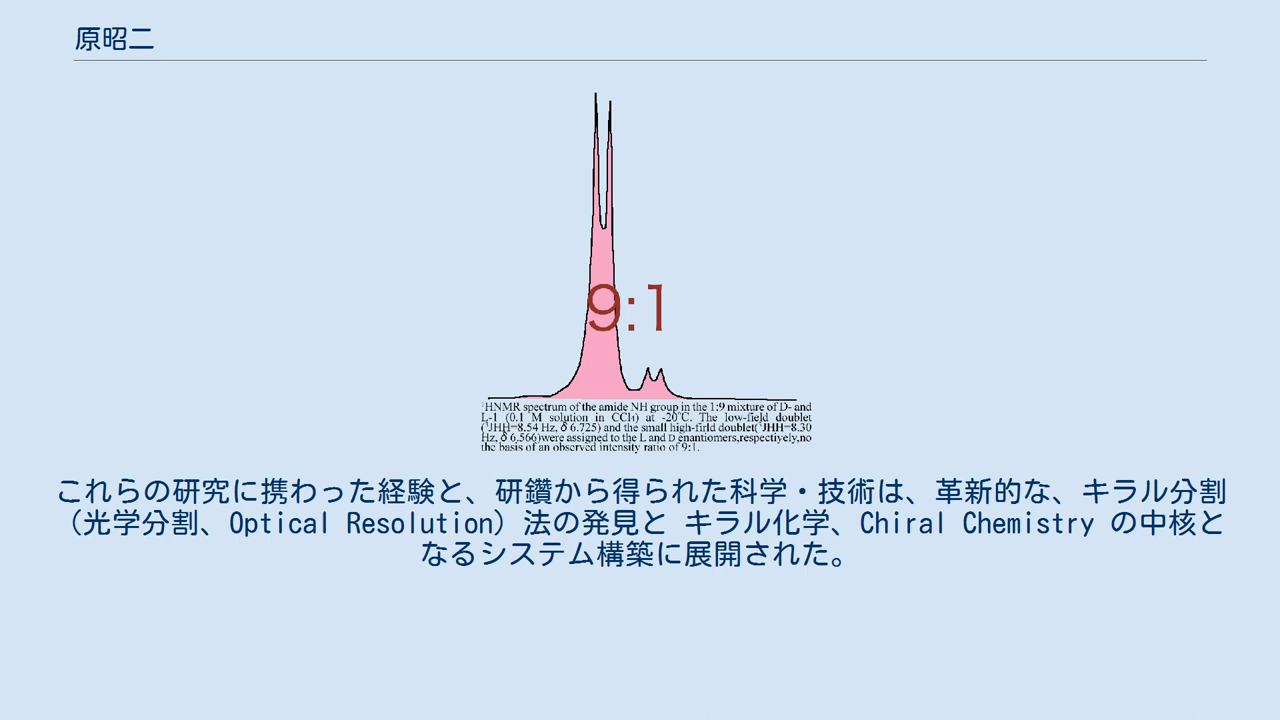 原昭二
9:1
¹HNMR spectrum of the amide NH group in the 1:9 mixture of D- and
L-1 (0.1 M solution in CCl₄) at -20℃. The low-field doublet
(³JHH=8.54 Hz, δ 6.725) and the small high-firld doublet(³JHH=8.30
Hz, δ 6.566)were assigned to the L and D enantiomers,respectiyely,no
the basis of an observed intensity ratio of 9:1.
これらの研究に携わった経験と、研鑽から得られた科学・技術は、革新的な、キラル分割
(光学分割、Optical Resolution) 法の発見と キラル化学、Chiral Chemistry の中核と
なるシステム構築に展開された。